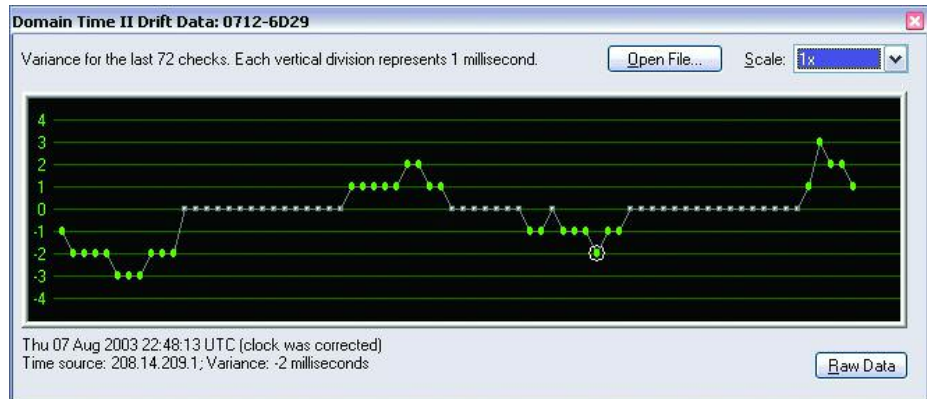 Domain Time II Drift Data: 0712-6D29
Variance for the last 72 checks. Each vertical division represents 1 millisecond.
Open File...
Scale:
1x
4
3
2
1
0
-1
-2
-3
-4
Thu 07 Aug 2003 22:48:13 UTC (clock was corrected)
Time source: 208.14.209.1; Variance: -2 milliseconds
Raw Data